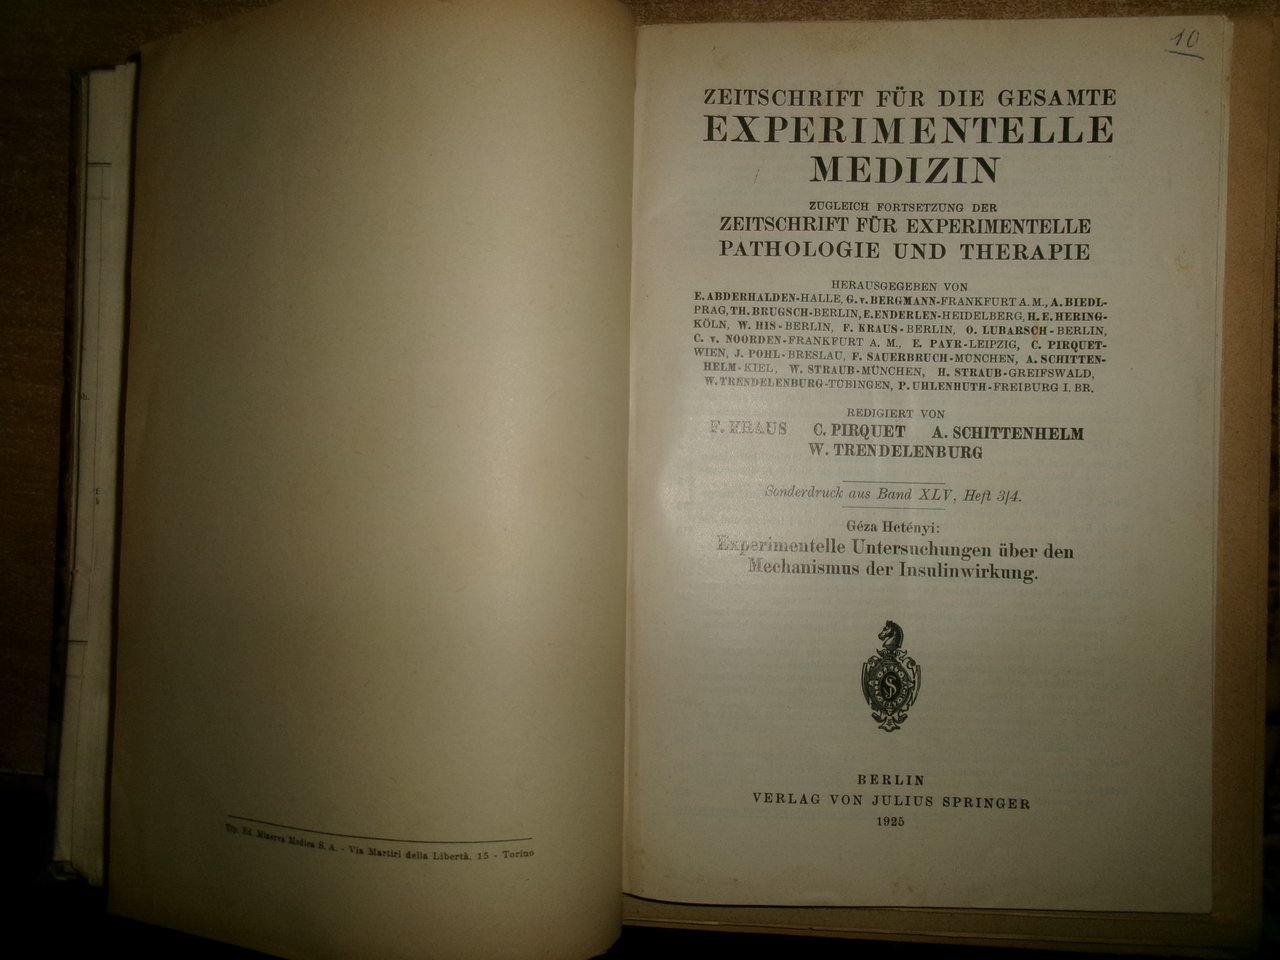 Tip. Ed. Minerva Medica S. A. - Via Martiri della Libertà, 15 - Torino
10
ZEITSCHRIFT FÜR DIE GESAMTE
EXPERIMENTELLE
MEDIZIN
ZUGLEICH FORTSETZUNG DER
ZEITSCHRIFT FÜR EXPERIMENTELLE
PATHOLOGIE UND THERAPIE
HERAUSGEGEBEN VON
E. ABDERHALDEN-HALLE, G. v. BERGMANN-FRANKFURT A. M., A. BIEDL-
PRAG, TH. BRUGSCH-BERLIN, E. ENDERLEN-HEIDELBERG, H. E. HERING-
KÖLN, W. HIS-BERLIN, F. KRAUS-BERLIN, O. LUBARSCH-BERLIN,
C. v. NOORDEN-FRANKFURT A. M., E. PAYR-LEIPZIG, C. PIRQUET-
WIEN, J. POHL-BRESLAU, F. SAUERBRUCH-MÜNCHEN, A. SCHITTEN-
HELM-KIEL, W. STRAUB-MÜNCHEN, H. STRAUB-GREIFSWALD,
W. TRENDELENBURG-TÜBINGEN, P. UHLENHUTH-FREIBURG I. BR.
REDIGIERT VON
F. KRAUS C. PIRQUET A. SCHITTENHELM
W. TRENDELENBURG
Sonderdruck aus Band XLV, Heft 3/4.
Géza Hetényi:
Experimentelle Untersuchungen über den
Mechanismus der Insulinwirkung.
BERLIN
VERLAG VON JULIUS SPRINGER
1925